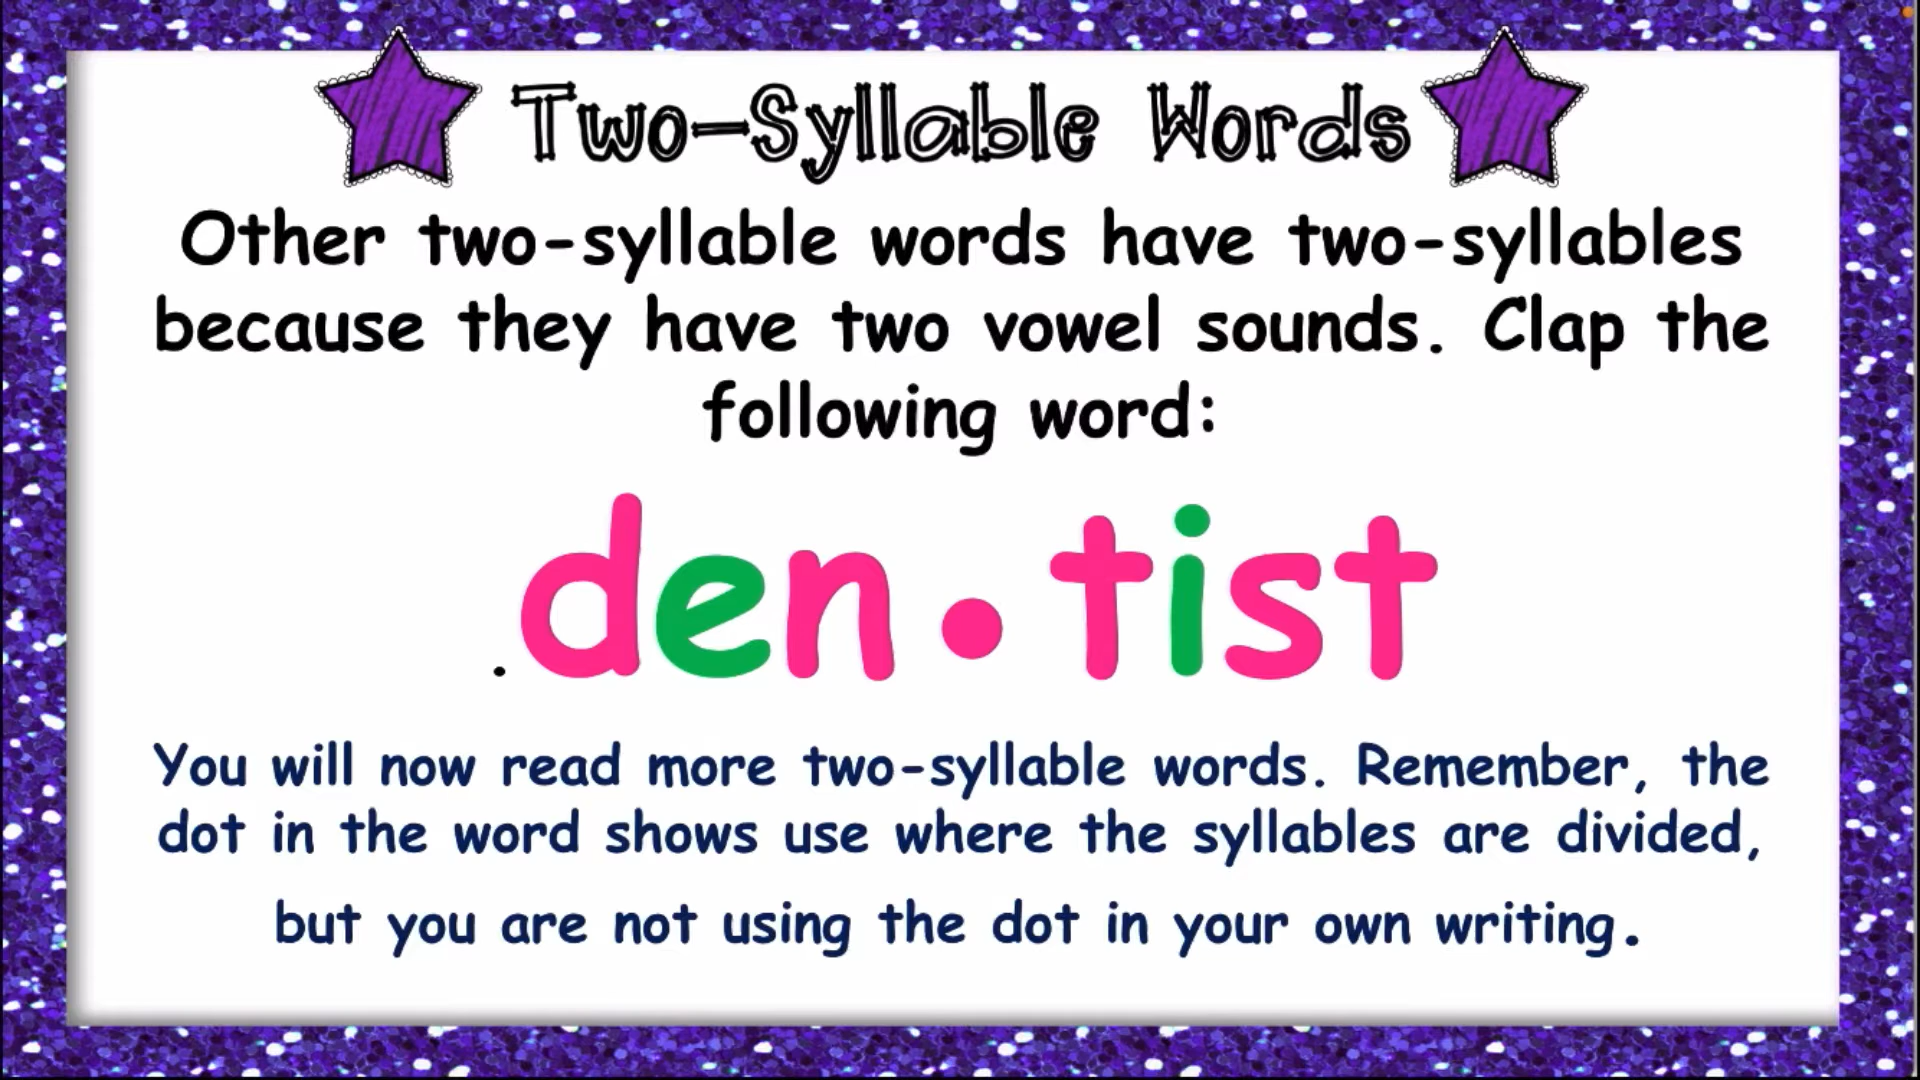 Two-Syllable Words
Other two-syllable words have two-syllables
because they have two vowel sounds. Clap the
following word:
.den•tist
You will now read more two-syllable words. Remember, the
dot in the word shows use where the syllables are divided,
but you are not using the dot in your own writing.